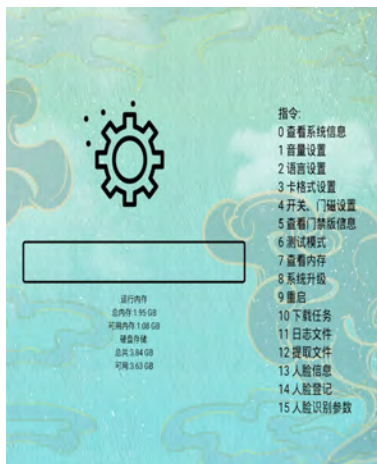 运行内存
总内存 1.95 GB
可用内存 1.08 GB
硬盘存储
总共 3.84 GB
可用 3.63 GB
指令:
0 查看系统信息
1 音量设置
2 语言设置
3 卡格式设置
4 开关、门磁设置
5 查看门禁版信息
6 测试模式
7 查看内存
8 系统升级
9 重启
10 下载任务
11 日志文件
12 提取文件
13 人脸信息
14 人脸登记
15 人脸识别参数